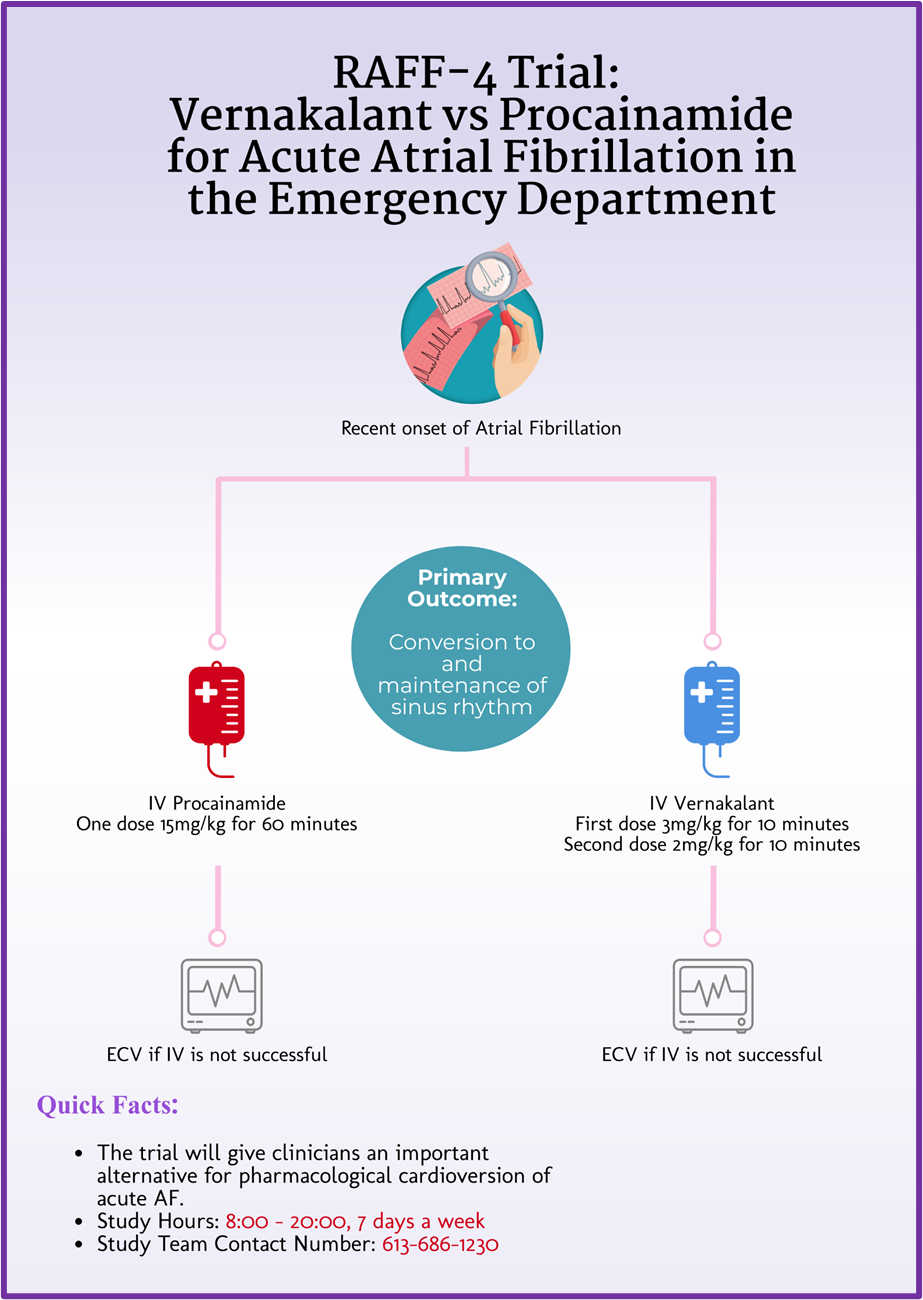 RAFF-4 Trial:
Vernakalant vs Procainamide
for Acute Atrial Fibrillation in
the Emergency Department
Recent onset of Atrial Fibrillation
Primary
Outcome:
Conversion to
and
maintenance of
sinus rhythm
IV Procainamide
One dose 15mg/kg for 60 minutes
IV Vernakalant
First dose 3mg/kg for 10 minutes
Second dose 2mg/kg for 10 minutes
ECV if IV is not successful
ECV if IV is not successful
Quick Facts:
• The trial will give clinicians an important
alternative for pharmacological cardioversion of
acute AF.
• Study Hours: 8:00 - 20:00, 7 days a week
• Study Team Contact Number: 613-686-1230